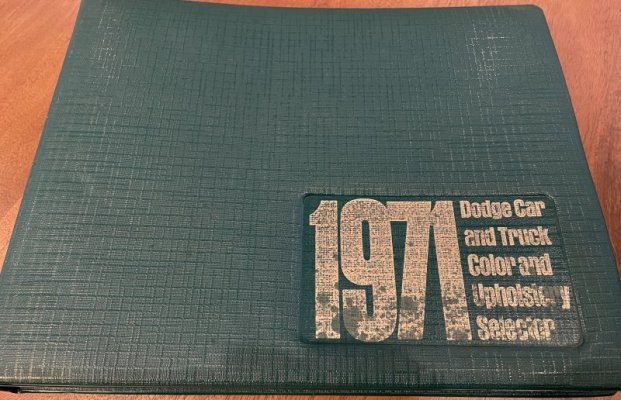 1971
Dodge Car
and Truck
Color and
Upholstery
Selector